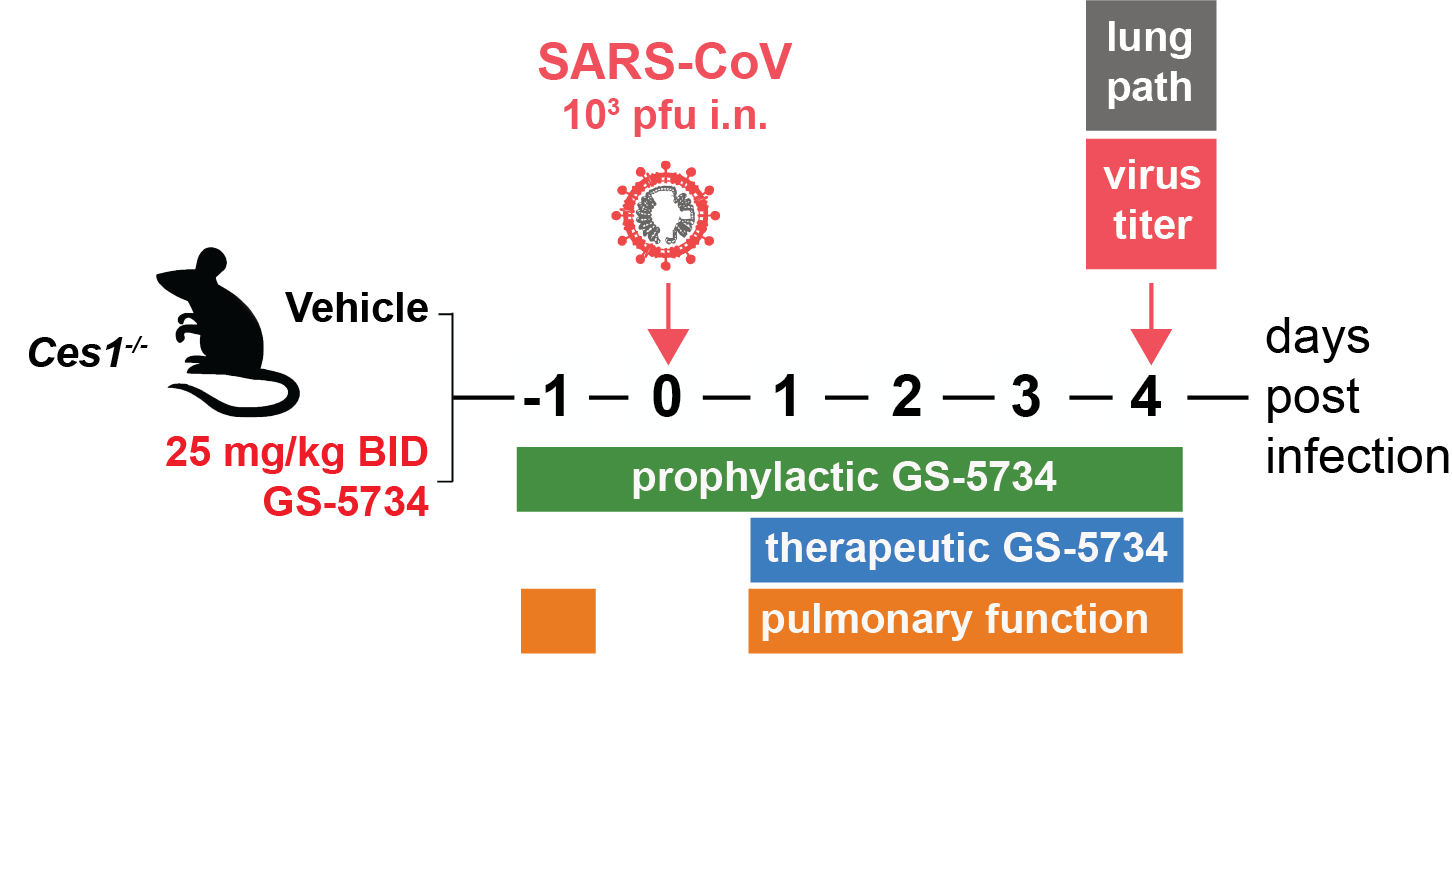 SARS-CoV
10³ pfu i.n.
lung
path
virus
titer
Ces1-/-
Vehicle
25 mg/kg BID
GS-5734
-1 — 0 — 1 — 2 — 3 — 4 —
days
post
infection
prophylactic GS-5734
therapeutic GS-5734
pulmonary function